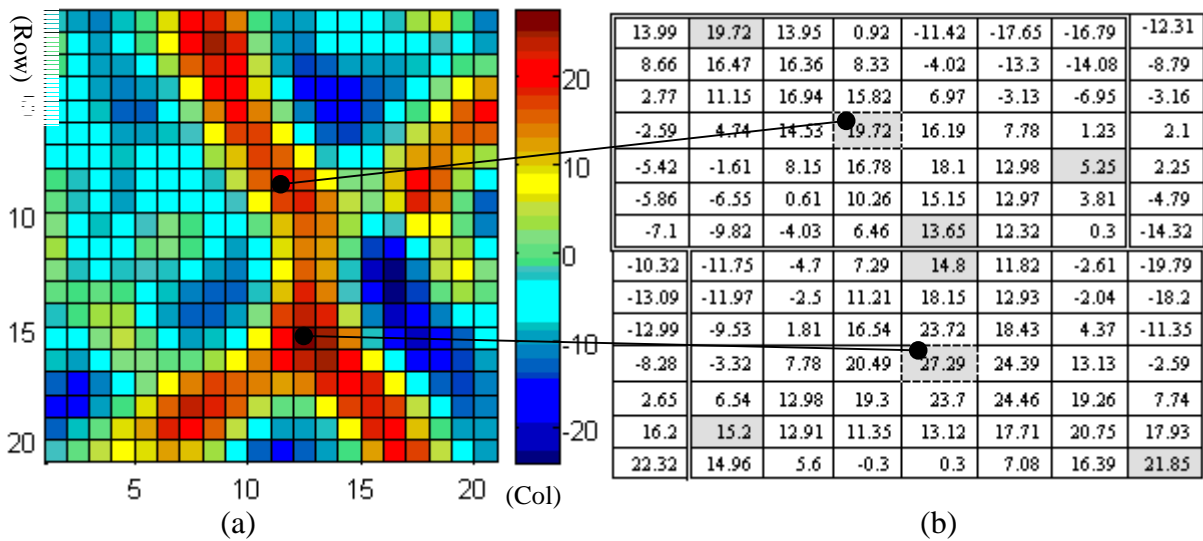 (Row)
10
15
20
5 10 15 20 (Col)
20
10
0
-10
-20
(a)
13.99 19.72 13.95 0.92 -11.42 -17.65 -16.79 -12.31
8.66 16.47 16.36 8.33 -4.02 -13.3 -14.08 -8.79
2.77 11.15 16.94 15.82 6.97 -3.13 -6.95 -3.16
-2.59 4.74 14.53 19.72 16.19 7.78 1.23 2.1
-5.42 -1.61 8.15 16.78 18.1 12.98 5.25 2.25
-5.86 -6.55 0.61 10.26 15.15 12.97 3.81 -4.79
-7.1 -9.82 -4.03 6.46 13.65 12.32 0.3 -14.32
-10.32 -11.75 -4.7 7.29 14.8 11.82 -2.61 -19.79
-13.09 -11.97 -2.5 11.21 18.15 12.93 -2.04 -18.2
-12.99 -9.53 1.81 16.54 23.72 18.43 4.37 -11.35
-8.28 -3.32 7.78 20.49 27.29 24.39 13.13 -2.59
2.65 6.54 12.98 19.3 23.7 24.46 19.26 7.74
16.2 15.2 12.91 11.35 13.12 17.71 20.75 17.93
22.32 14.96 5.6 -0.3 0.3 7.08 16.39 21.85
(b)